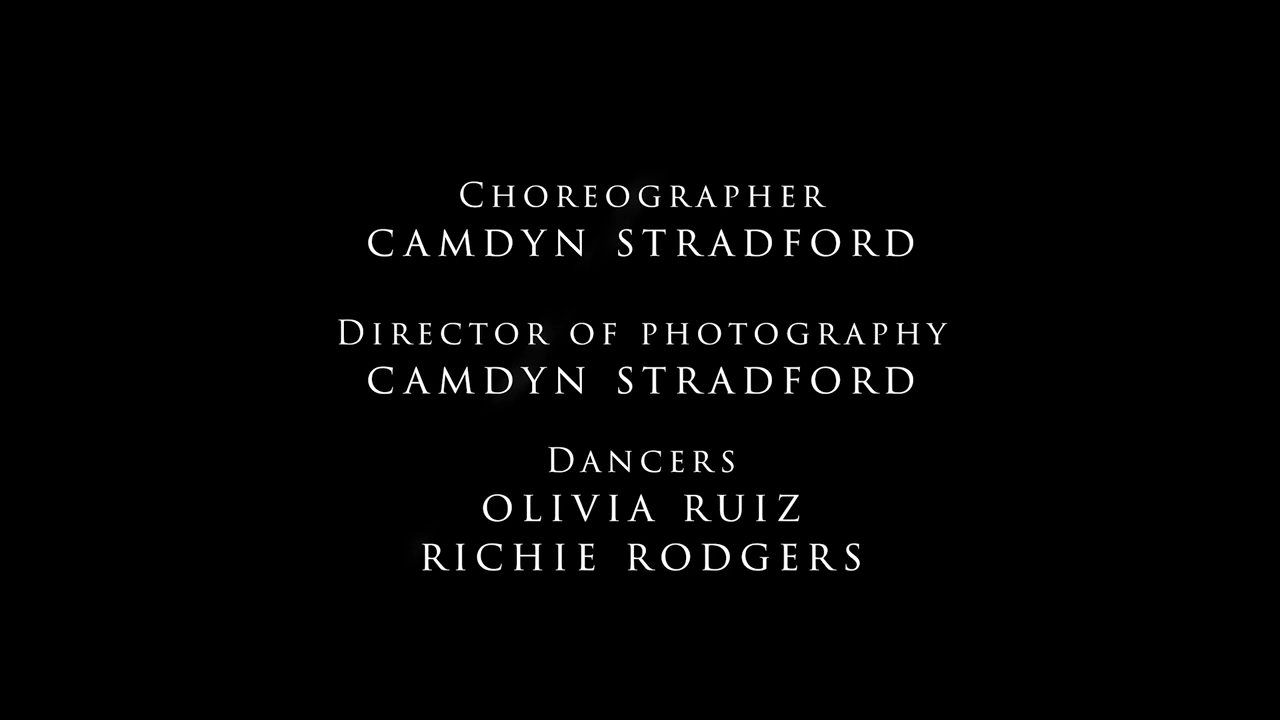 Choreographer
CAMDYN STRADFORD
Director of photography
CAMDYN STRADFORD
Dancers
OLIVIA RUIZ
RICHIE RODGERS